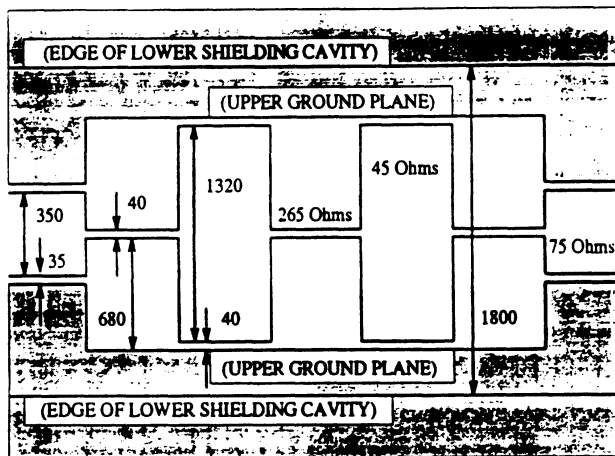 (EDGE OF LOWER SHIELDING CAVITY)
(UPPER GROUND PLANE)
1320
45 Ohms
40
350
265 Ohms
75 Ohms
35
680
40
1800
(UPPER GROUND PLANE)
(EDGE OF LOWER SHIELDING CAVITY)